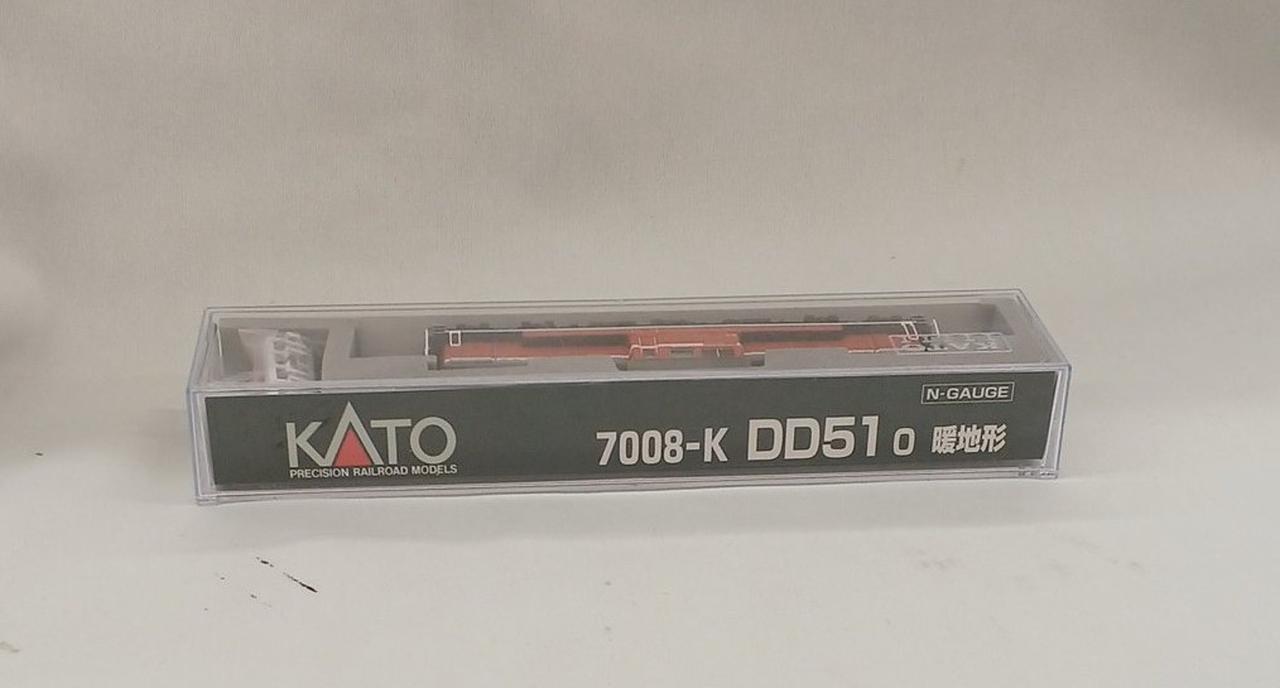 N-GAUGE
KATO
PRECISION RAILROAD MODELS
7008-K DD51 0 暖地形